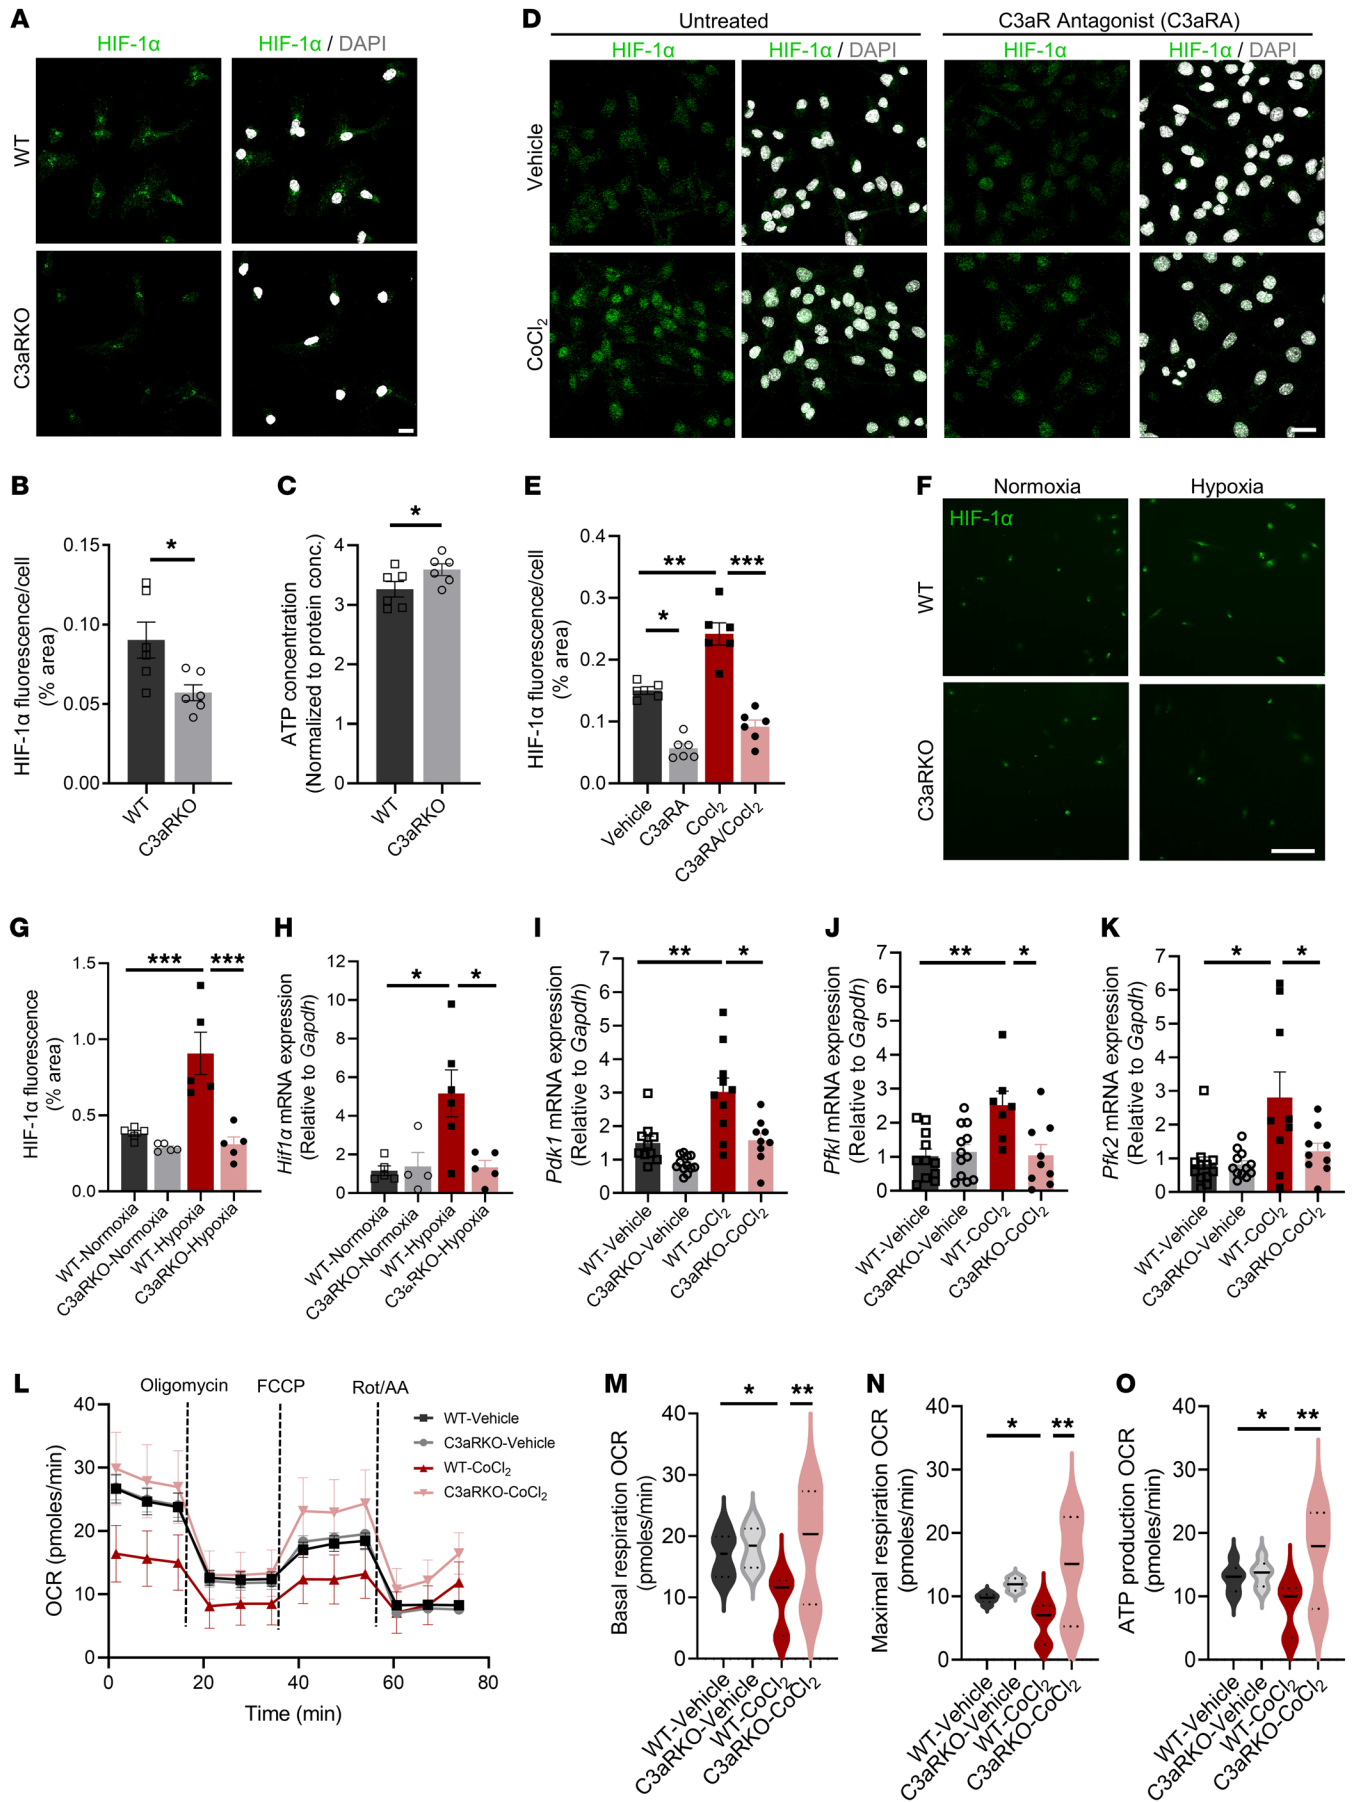 A
HIF-1α
HIF-1α / DAPI
WT
C3aRKO
D
Untreated
C3aR Antagonist (C3aRA)
HIF-1α
HIF-1α / DAPI
HIF-1α
HIF-1α / DAPI
Vehicle
CoCl2
B
HIF-1α fluorescence/cell
(% area)
0.15
0.10
0.05
0.00
*
WT
C3aRKO
C
ATP concentration
(Normalized to protein conc.)
4
3
2
1
0
*
WT
C3aRKO
E
HIF-1α fluorescence/cell
(% area)
0.4
0.3
0.2
0.1
0.0
**
***
*
Vehicle
C3aRA
Cocl2
C3aRA/Cocl2
F
Normoxia
Hypoxia
HIF-1α
WT
C3aRKO
G
HIF-1α fluorescence
(% area)
1.5
1.0
0.5
0.0
***
***
WT-Normoxia
C3aRKO-Normoxia
WT-Hypoxia
C3aRKO-Hypoxia
H
Hif1α mRNA expression
(Relative to Gapdh)
12
10
8
6
4
2
0
*
*
WT-Normoxia
C3aRKO-Normoxia
WT-Hypoxia
I
Pdk1 mRNA expression
(Relative to Gapdh)
7
6
5
4
3
2
1
0
**
*
WT-Vehicle
C3aRKO-Vehicle
WT-CoCl2
C3aRKO-CoCl2
J
Pfkl mRNA expression
(Relative to Gapdh)
7
6
5
4
3
2
1
0
**
*
WT-Vehicle
C3aRKO-Vehicle
WT-CoCl2
C3aRKO-CoCl2
K
Pfk2 mRNA expression
(Relative to Gapdh)
7
6
5
4
3
2
1
0
*
*
WT-Vehicle
C3aRKO-Vehicle
WT-CoCl2
C3aRKO-CoCl2
L
Oligomycin
FCCP
Rot/AA
OCR (pmoles/min)
40
30
20
10
0
0
20
40
60
80
Time (min)
WT-Vehicle
C3aRKO-Vehicle
WT-CoCl2
C3aRKO-CoCl2
M
Basal respiration OCR
(pmoles/min)
40
30
20
10
0
*
**
WT-Vehicle
C3aRKO-Vehicle
WT-CoCl2
C3aRKO-CoCl2
N
Maximal respiration OCR
(pmoles/min)
40
30
20
10
0
*
**
WT-Vehicle
C3aRKO-Vehicle
WT-CoCl2
C3aRKO-CoCl2
O
ATP production OCR
(pmoles/min)
40
30
20
10
0
*
**
WT-Vehicle
C3aRKO-Vehicle
WT-CoCl2
C3aRKO-CoCl2